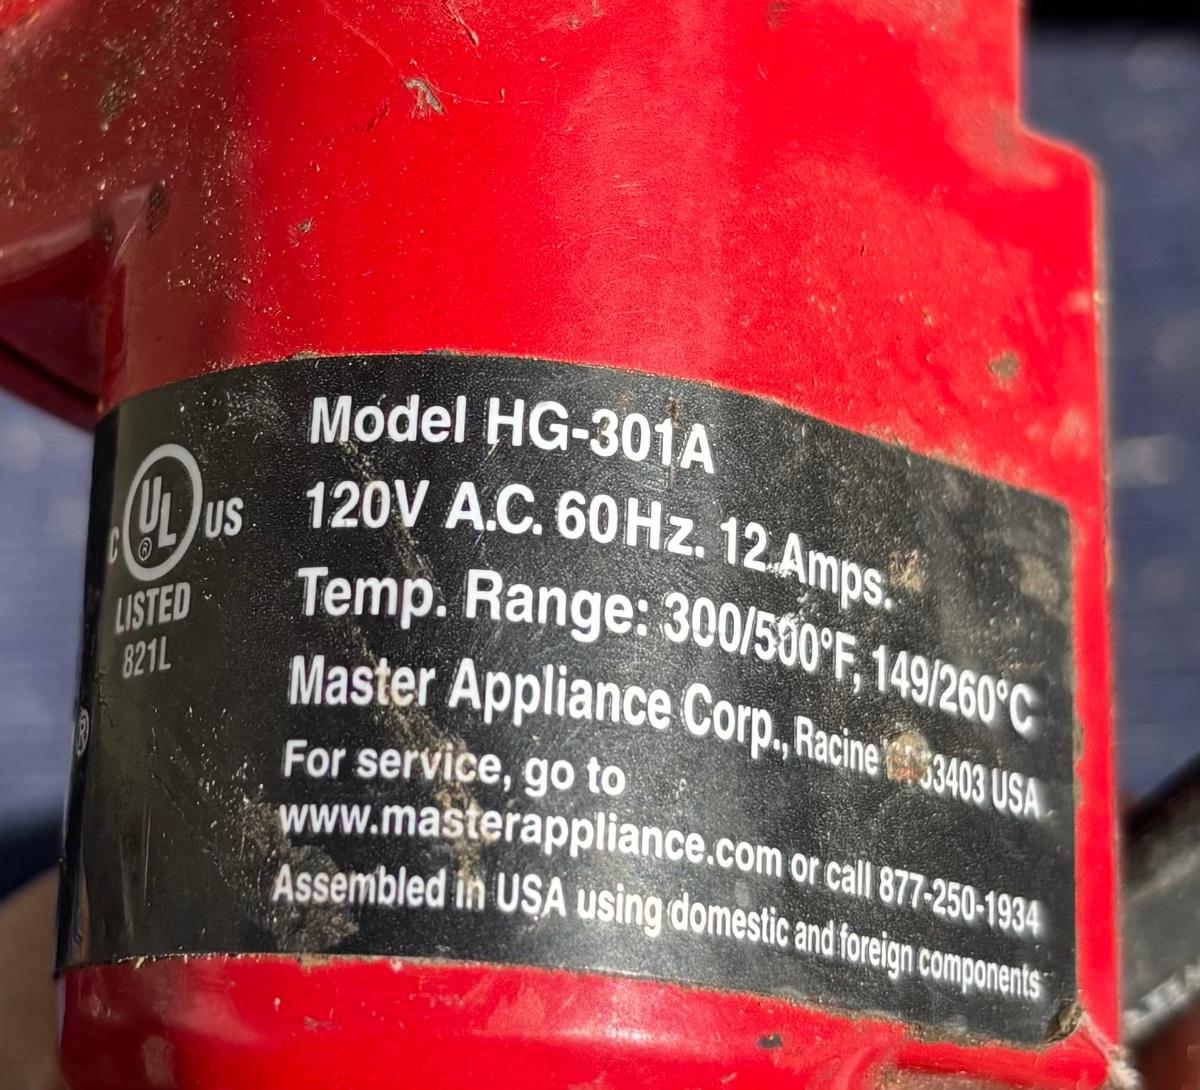 Model HG-301A
120V A.C. 60Hz. 12 Amps.
Temp. Range: 300/500°F, 149/260°C
Master Appliance Corp., Racine 53403 USA
For service, go to
www.masterappliance.com or call 877-250-1934
Assembled in USA using domestic and foreign components
C UL ® US
LISTED
821L
®